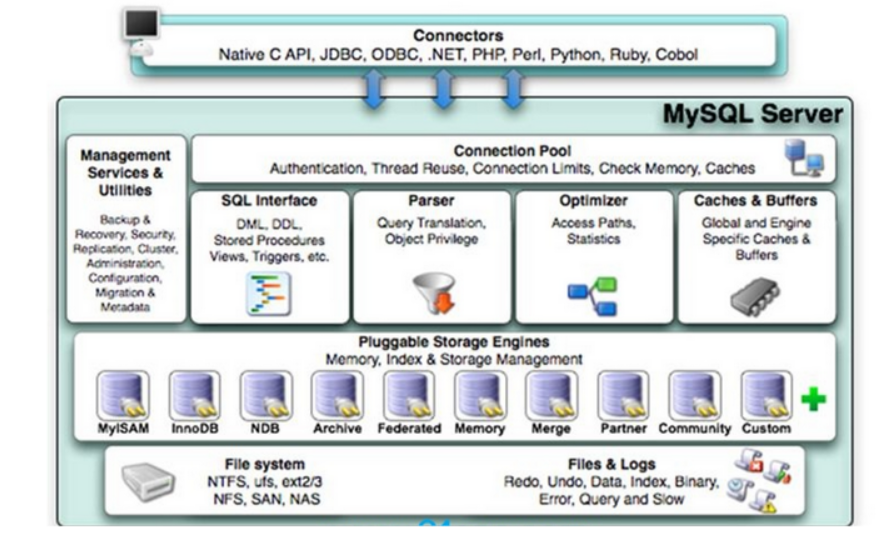 Connectors
Native C API, JDBC, ODBC, .NET, PHP, Perl, Python, Ruby, Cobol
MySQL Server
Management
Services &
Utilities
Backup &
Recovery, Security,
Replication, Cluster,
Administration,
Configuration,
Migration &
Metadata
Connection Pool
Authentication, Thread Reuse, Connection Limits, Check Memory, Caches
SQL Interface
DML, DDL,
Stored Procedures
Views, Triggers, etc.
Parser
Query Translation,
Object Privilege
Optimizer
Access Paths,
Statistics
Caches & Buffers
Global and Engine
Specific Caches &
Buffers
Pluggable Storage Engines
Memory, Index & Storage Management
MyISAM
InnoDB
NDB
Archive
Federated
Memory
Merge
Partner
Community
Custom
File system
NTFS, ufs, ext2/3
NFS, SAN, NAS
Files & Logs
Redo, Undo, Data, Index, Binary,
Error, Query and Slow